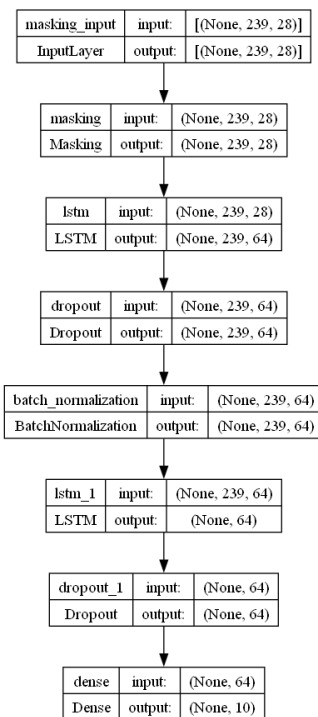 masking_input input: [(None, 239, 28)]
InputLayer output: [(None, 239, 28)]
masking input: (None, 239, 28)
Masking output: (None, 239, 28)
lstm input: (None, 239, 28)
LSTM output: (None, 239, 64)
dropout input: (None, 239, 64)
Dropout output: (None, 239, 64)
batch_normalization input: (None, 239, 64)
BatchNormalization output: (None, 239, 64)
lstm_1 input: (None, 239, 64)
LSTM output: (None, 64)
dropout_1 input: (None, 64)
Dropout output: (None, 64)
dense input: (None, 64)
Dense output: (None, 10)